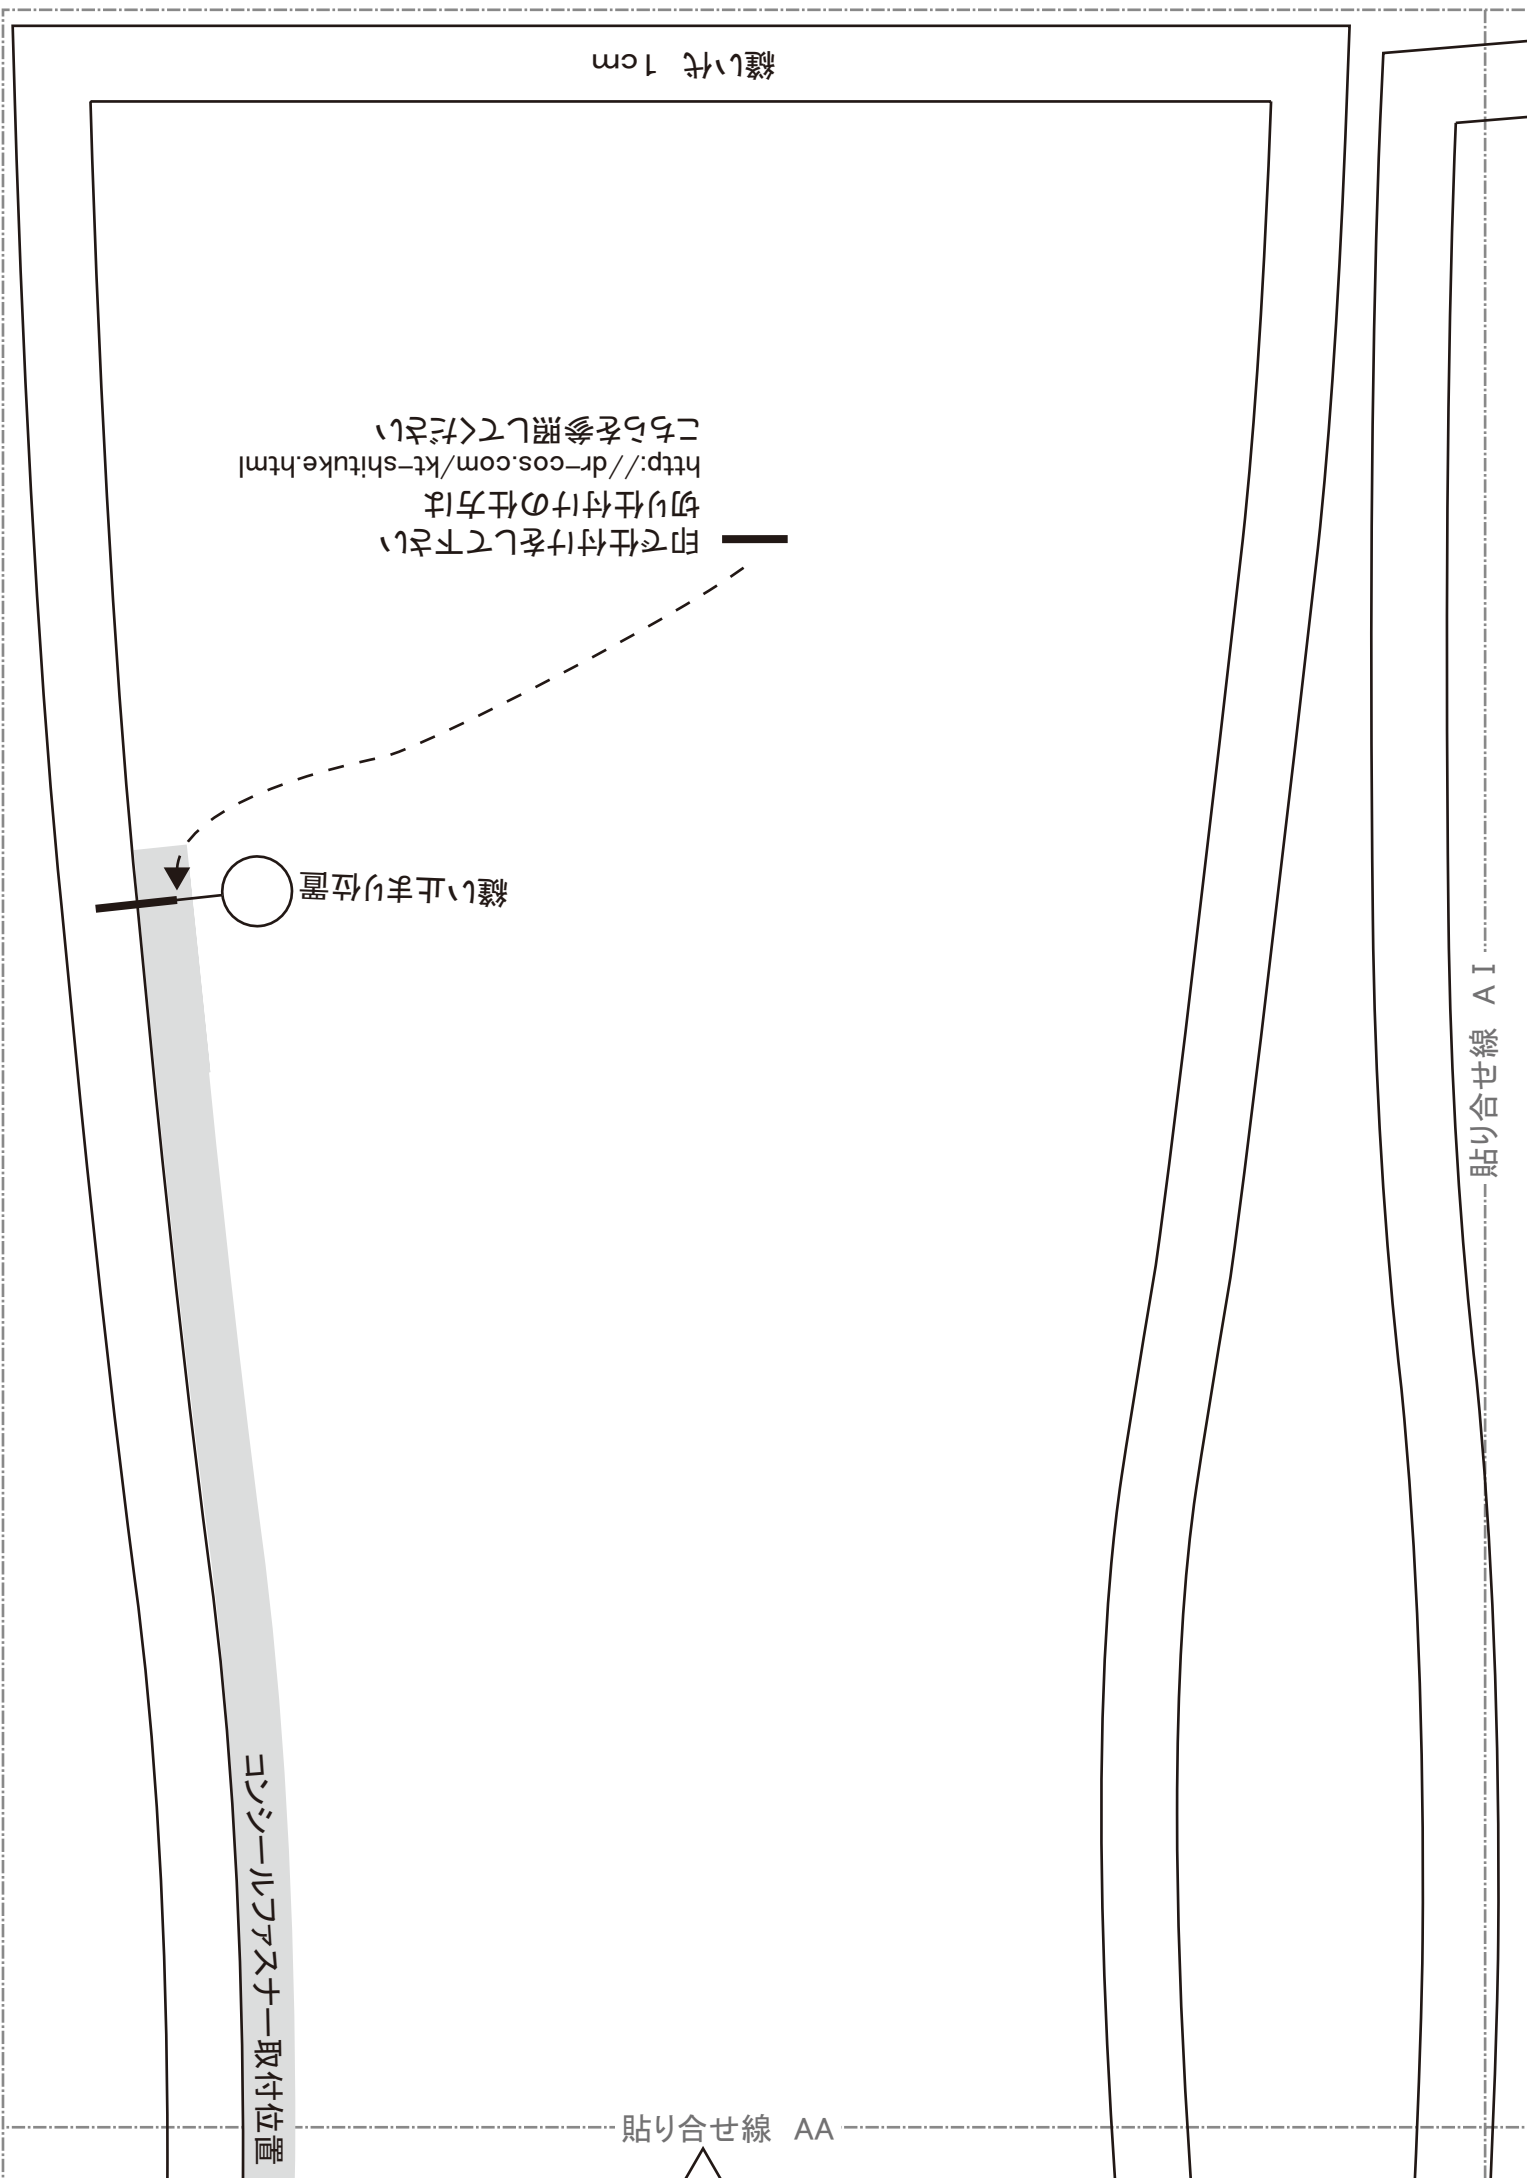 縫い代 1cm
━ 印で仕付けをして下さい
切り仕付けの仕方は
http://dr-cos.com/kt-shituke.html
こちらを参照してください
縫い止まり位置
貼り合せ線 AI
コンシールファスナー取付位置
貼り合せ線 AA